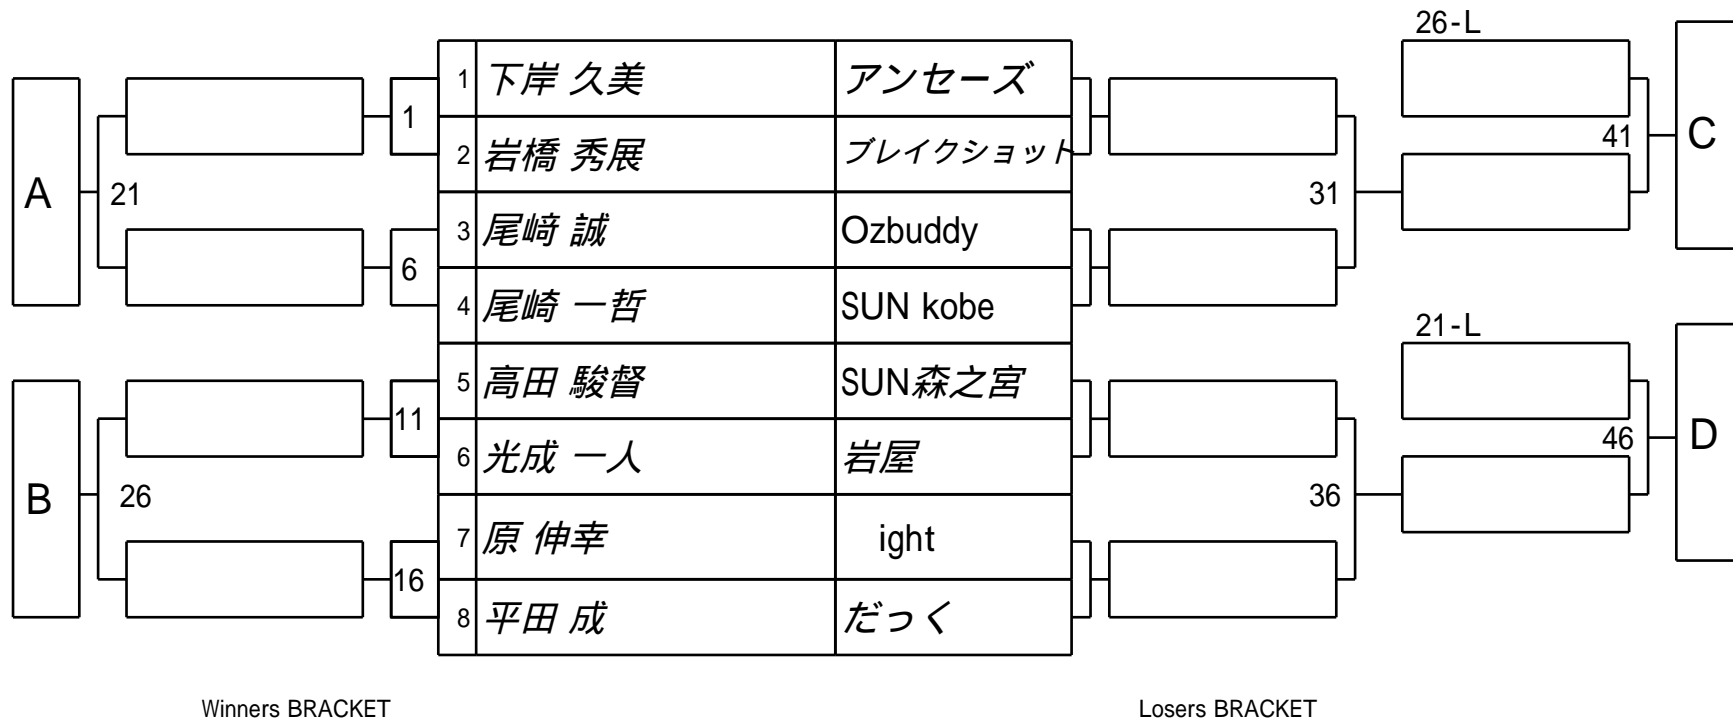 26-L
1 下岸 久美 アンセーズ
1
2 岩橋 秀展 ブレイクショット
41
C
A
21
31
3 尾﨑 誠 Ozbuddy
6
4 尾崎 一哲 SUN kobe
21-L
5 高田 駿督 SUN森之宮
11
6 光成 一人 岩屋
46
D
B
26
36
7 原 伸幸 ight
16
8 平田 成 だっく
Winners BRACKET
Losers BRACKET